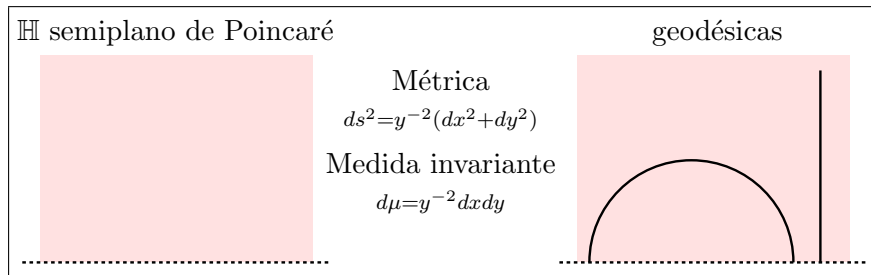 ℍ semiplano de Poincaré
geodésicas
Métrica
ds²=y⁻²(dx²+dy²)
Medida invariante
dμ=y⁻²dxdy